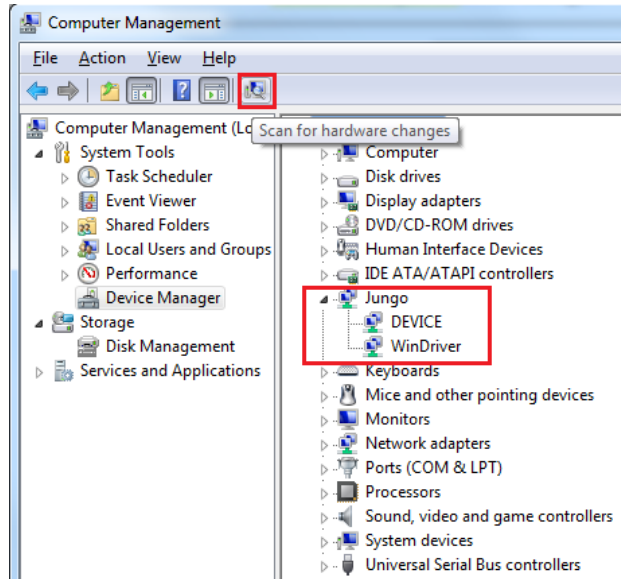 Computer Management
File Action View Help
Scan for hardware changes
Computer Management (Lo
System Tools
Task Scheduler
Event Viewer
Shared Folders
Local Users and Groups
Performance
Device Manager
Storage
Disk Management
Services and Applications
Computer
Disk drives
Display adapters
DVD/CD-ROM drives
Human Interface Devices
IDE ATA/ATAPI controllers
Jungo
DEVICE
WinDriver
Keyboards
Mice and other pointing devices
Monitors
Network adapters
Ports (COM & LPT)
Processors
Sound, video and game controllers
System devices
Universal Serial Bus controllers